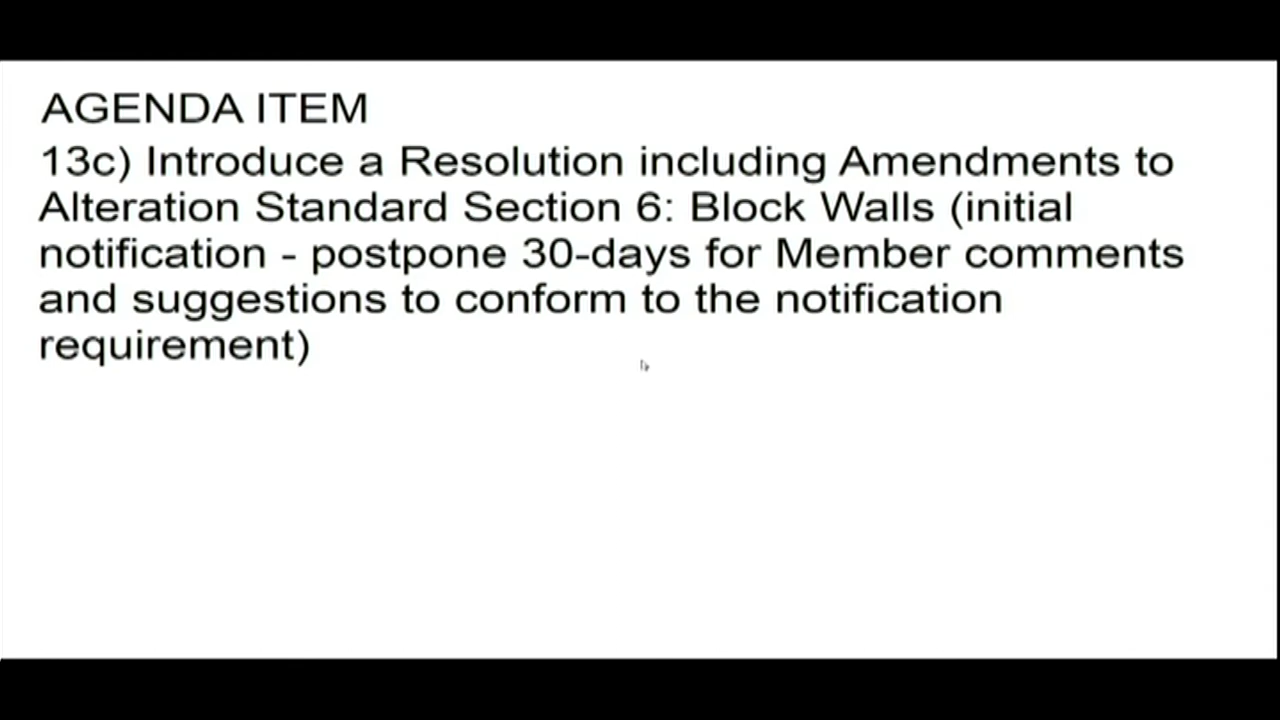 AGENDA ITEM
13c) Introduce a Resolution including Amendments to
Alteration Standard Section 6: Block Walls (initial
notification - postpone 30-days for Member comments
and suggestions to conform to the notification
requirement)